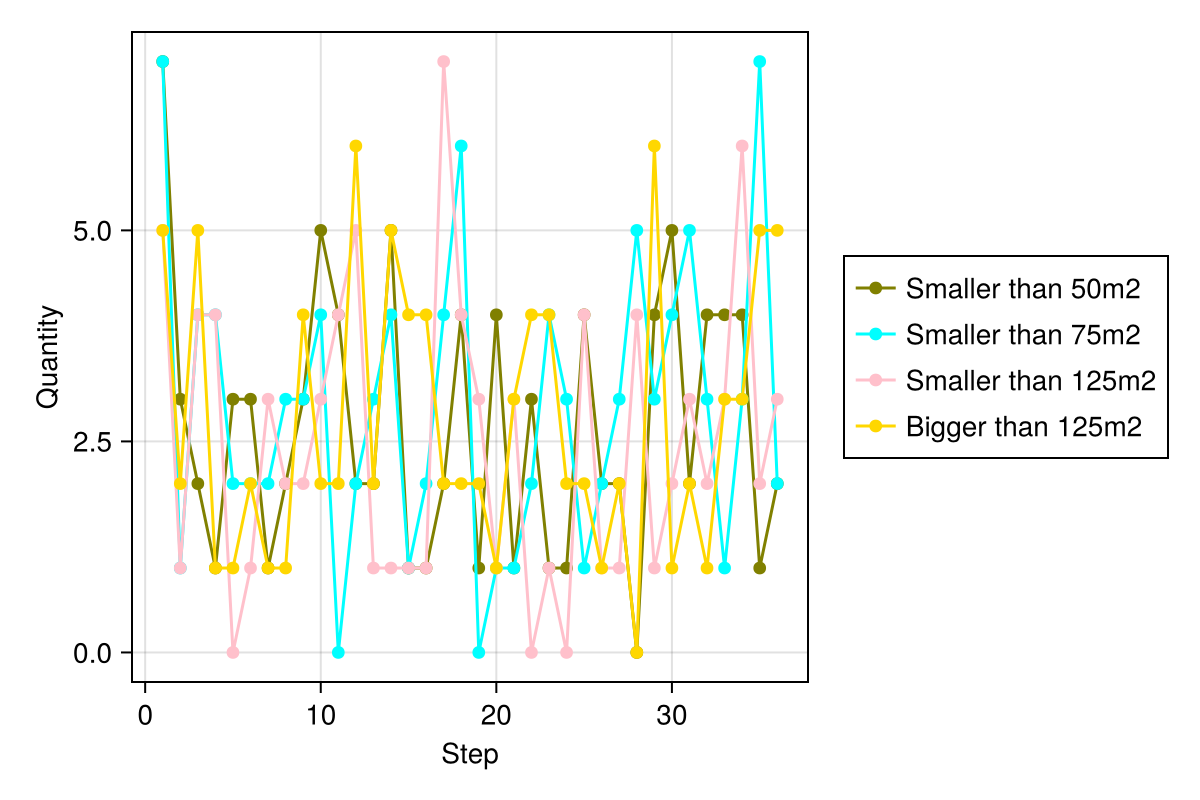 5.0
2.5
0.0
Quantity
0 10 20 30
Step
Smaller than 50m2
Smaller than 75m2
Smaller than 125m2
Bigger than 125m2